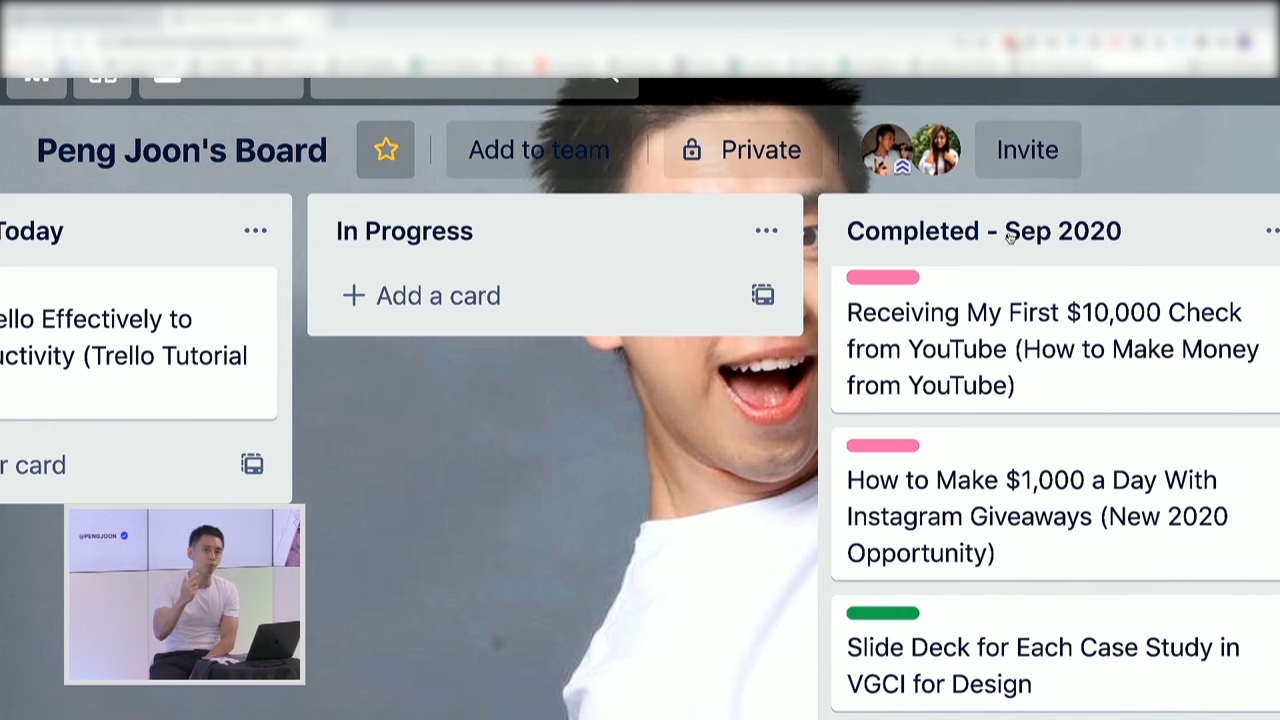 Peng Joon's Board
Add to team
Private
Invite
Today
ello Effectively to
uctivity (Trello Tutorial
r card
In Progress
+ Add a card
Completed - Sep 2020
Receiving My First $10,000 Check
from YouTube (How to Make Money
from YouTube)
How to Make $1,000 a Day With
Instagram Giveaways (New 2020
Opportunity)
Slide Deck for Each Case Study in
VGCI for Design
@PENGJOON